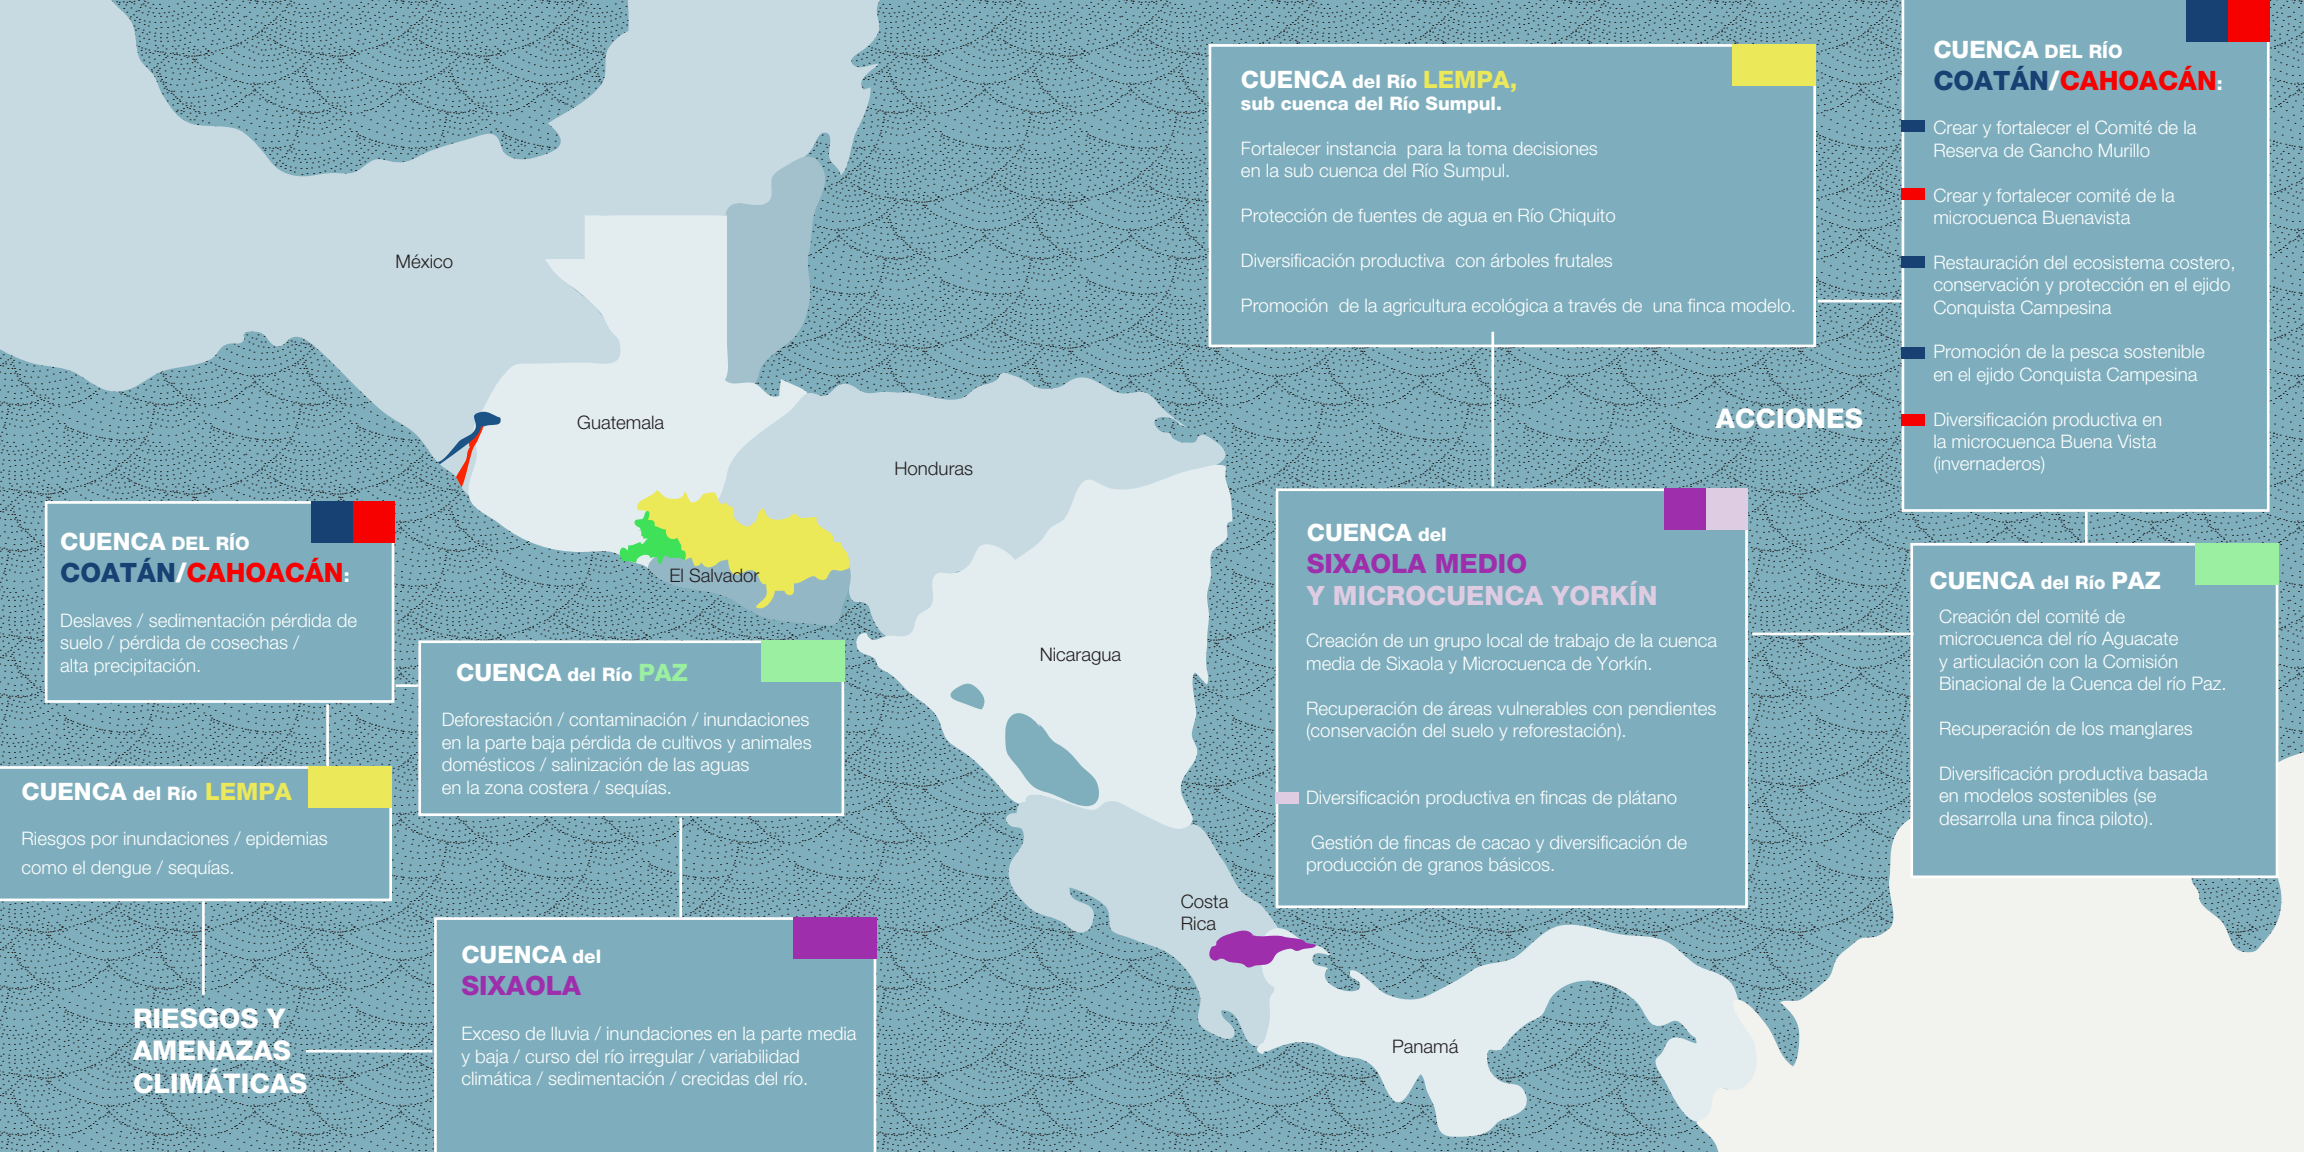 México
Guatemala
Honduras
El Salvador
Nicaragua
Costa
Rica
Panamá
CUENCA DEL RÍO
COATÁN/CAHOACÁN:
Deslaves / sedimentación pérdida de
suelo / pérdida de cosechas /
alta precipitación.
CUENCA del Río PAZ
Deforestación / contaminación / inundaciones
en la parte baja pérdida de cultivos y animales
domésticos / salinización de las aguas
en la zona costera / sequías.
CUENCA del Río LEMPA
Riesgos por inundaciones / epidemias
como el dengue / sequías.
CUENCA del
SIXAOLA
Exceso de lluvia / inundaciones en la parte media
y baja / curso del río irregular / variabilidad
climática / sedimentación / crecidas del río.
RIESGOS Y
AMENAZAS
CLIMÁTICAS
CUENCA del Río LEMPA,
sub cuenca del Río Sumpul.
Fortalecer instancia para la toma decisiones
en la sub cuenca del Río Sumpul.
Protección de fuentes de agua en Río Chiquito
Diversificación productiva con árboles frutales
Promoción de la agricultura ecológica a través de una finca modelo.
ACCIONES
CUENCA DEL RÍO
COATÁN/CAHOACÁN:
Crear y fortalecer el Comité de la
Reserva de Gancho Murillo
Crear y fortalecer comité de la
microcuenca Buenavista
Restauración del ecosistema costero,
conservación y protección en el ejido
Conquista Campesina
Promoción de la pesca sostenible
en el ejido Conquista Campesina
Diversificación productiva en
la microcuenca Buena Vista
(invernaderos)
CUENCA del
SIXAOLA MEDIO
Y MICROCUENCA YORKÍN
Creación de un grupo local de trabajo de la cuenca
media de Sixaola y Microcuenca de Yorkín.
Recuperación de áreas vulnerables con pendientes
(conservación del suelo y reforestación).
Diversificación productiva en fincas de plátano
Gestión de fincas de cacao y diversificación de
producción de granos básicos.
CUENCA del Río PAZ
Creación del comité de
microcuenca del río Aguacate
y articulación con la Comisión
Binacional de la Cuenca del río Paz.
Recuperación de los manglares
Diversificación productiva basada
en modelos sostenibles (se
desarrolla una finca piloto).